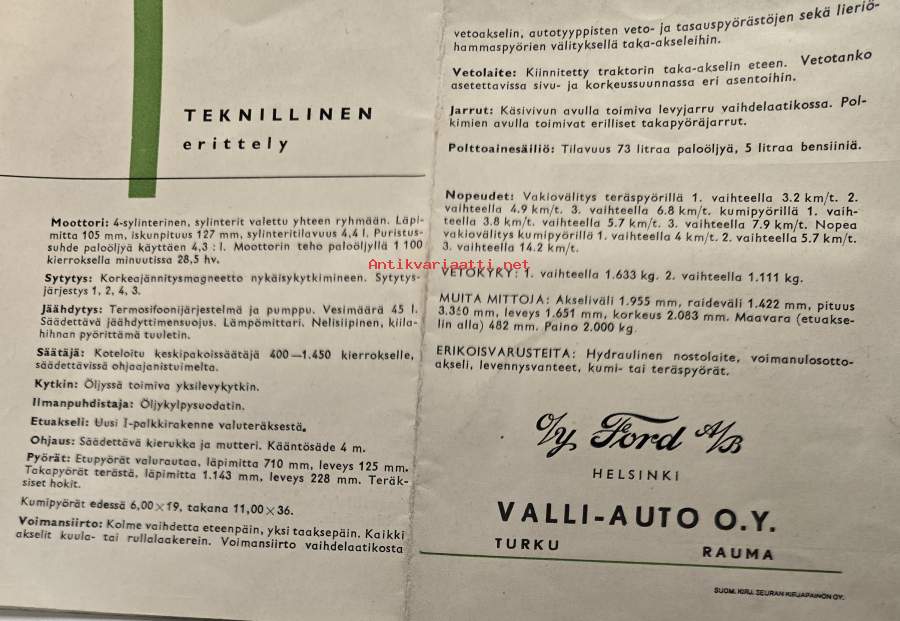 TEKNILLINEN
erittely
Moottori: 4-sylinterinen, sylinterit valettu yhteen ryhmään. Läpi-
mitta 105 mm, iskunpituus 127 mm, sylinteritilavuus 4,4 l. Puristus-
suhde paloöljyä käyttäen 4,3 : l. Moottorin teho paloöljyllä 1 100
kierroksella minuutissa 28,5 hv.
Sytytys: Korkeajännitysmagneetto nykäisykytkimineen. Sytytys-
järjestys 1, 2, 4, 3.
Jäähdytys: Termosifoonijärjestelmä ja pumppu. Vesimäärä 45 l.
Säädettävä jäähdyttimensuojus. Lämpömittari. Nelisiipinen, kiila-
hihnan pyörittämä tuuletin.
Säätäjä: Koteloitu keskipakoissäätäjä 400—1.450 kierrokselle,
säädettävissä ohjaajanistuimelta.
Kytkin: Öljyssä toimiva yksilevykytkin.
Ilmanpuhdistaja: Öljykylpysuodatin.
Etuakseli: Uusi I-palkkirakenne valuteräksestä.
Ohjaus: Säädettävä kierukka ja mutteri. Kääntösäde 4 m.
Pyörät: Etupyörät valurautaa, läpimitta 710 mm, leveys 125 mm.
Takapyörät terästä, läpimitta 1.143 mm, leveys 228 mm. Teräk-
siset hokit.
Kumipyörät edessä 6,00×19, takana 11,00×36.
Voimansiirto: Kolme vaihdetta eteenpäin, yksi taaksepäin. Kaikki
akselit kuula- tai rullalaakerein. Voimansiirto vaihdelaatikosta
vetoakselin, autotyyppisten veto- ja tasauspyörästöjen sekä lieriö-
hammaspyörien välityksellä taka-akseleihin.
Vetolaite: Kiinnitetty traktorin taka-akselin eteen. Vetotanko
asetettavissa sivu- ja korkeussuunnassa eri asentoihin.
Jarrut: Käsivivun avulla toimiva levyjarru vaihdelaatikossa. Pol-
kimien avulla toimivat erilliset takapyöräjarrut.
Polttoainesäiliö: Tilavuus 73 litraa paloöljyä, 5 litraa bensiiniä.
Nopeudet: Vakiovälitys teräspyörillä 1. vaihteella 3.2 km/t. 2.
vaihteella 4.9 km/t. 3. vaihteella 6.8 km/t. kumipyörillä 1. vaih-
teella 3.8 km/t. 2. vaihteella 5.7 km/t. 3. vaihteella 7.9 km/t. Nopea
vakiovälitys kumipyörillä 1. vaihteella 4 km/t. 2. vaihteella 5.7 km/t.
3. vaihteella 14.2 km/t.
Antikvariaatti.net
VETOKYKY: 1. vaihteella 1.633 kg. 2. vaihteella 1.111 kg.
MUITA MITTOJA: Akseliväli 1.955 mm, raideväli 1.422 mm, pituus
3.360 mm, leveys 1.651 mm, korkeus 2.083 mm. Maavara (etuakse-
lin alla) 482 mm. Paino 2.000 kg.
ERIKOISVARUSTEITA: Hydraulinen nostolaite, voimanulosotto-
akseli, levennysvanteet, kumi- tai teräspyörät.
O/y, Ford A/B
HELSINKI
VALLI-AUTO O.Y.
TURKU RAUMA
SUOM. KIRJ. SEURAN KIRJAPAINON OY.